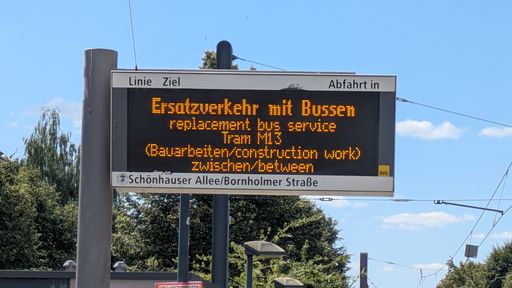 Linie Ziel Abfahrt in
Ersatzverkehr mit Bussen
replacement bus service
Tram M13
(Bauarbeiten/construction work)
zwischen/between
Schönhauser Allee/Bornholmer Straße
BVG